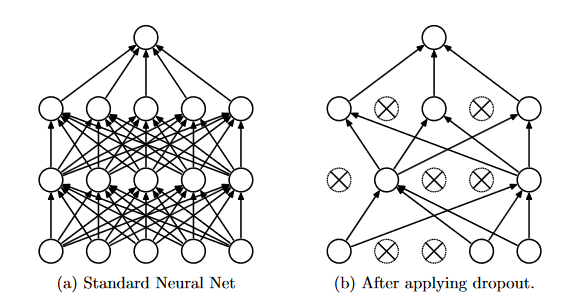 (a) Standard Neural Net
(b) After applying dropout.